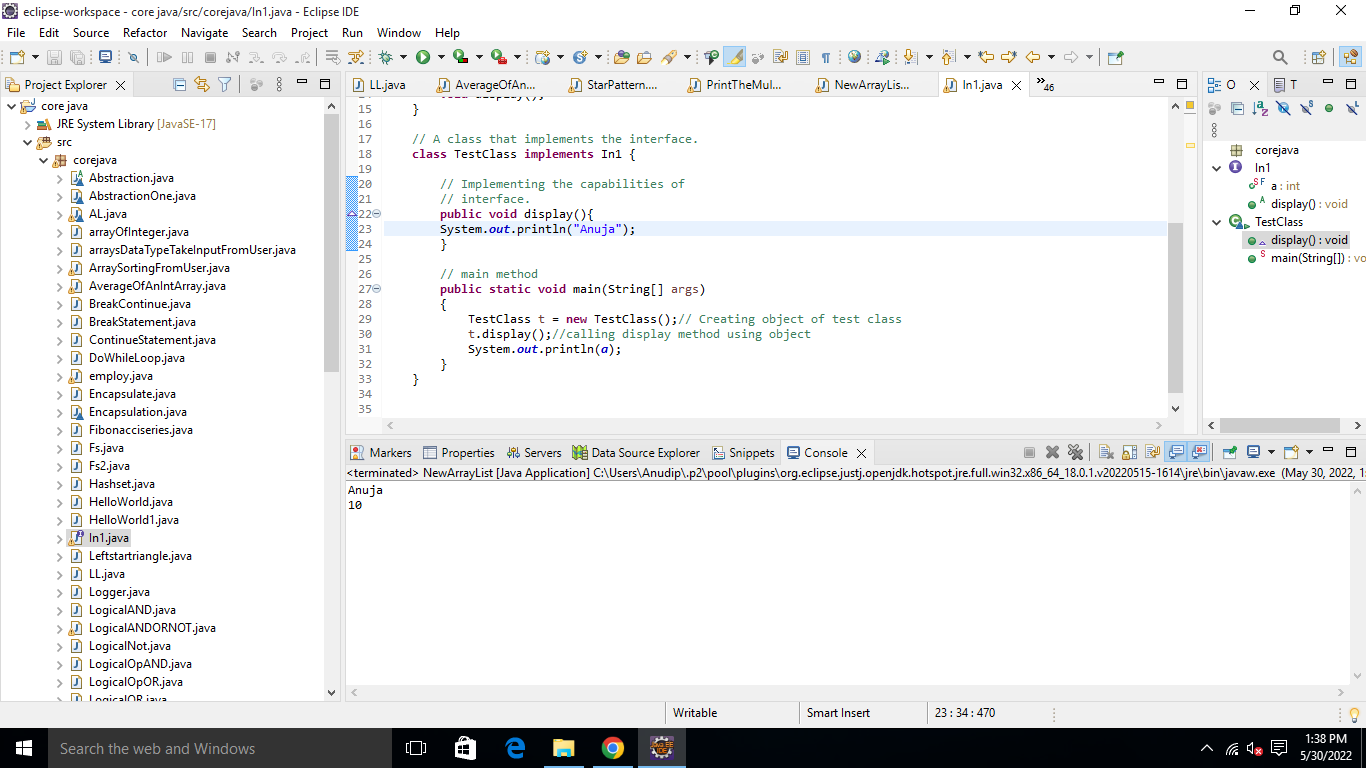 eclipse-workspace - core java/src/corejava/In1.java - Eclipse IDE
File Edit Source Refactor Navigate Search Project Run Window Help
Project Explorer
core java
JRE System Library [JavaSE-17]
src
corejava
Abstraction.java
AbstractionOne.java
AL.java
arrayOfInteger.java
arraysDataTypeTakeInputFromUser.java
ArraySortingFromUser.java
AverageOfAnIntArray.java
BreakContinue.java
BreakStatement.java
ContinueStatement.java
DoWhileLoop.java
employ.java
Encapsulate.java
Encapsulation.java
Fibonacciseries.java
Fs.java
Fs2.java
Hashset.java
HelloWorld.java
HelloWorld1.java
In1.java
Leftstartriangle.java
LL.java
Logger.java
LogicalAND.java
LogicalANDORNOT.java
LogicalNot.java
LogicalOpAND.java
LogicalOpOR.java
LogicalOR.java
LL.java AverageOfAn... StarPattern.... PrintTheMul... NewArrayLis... In1.java »46
14 void display();
15 }
16
17 // A class that implements the interface.
18 class TestClass implements In1 {
19
20 // Implementing the capabilities of
21 // interface.
22 public void display(){
23 System.out.println("Anuja");
24 }
25
26 // main method
27 public static void main(String[] args)
28 {
29 TestClass t = new TestClass();// Creating object of test class
30 t.display();//calling display method using object
31 System.out.println(a);
32 }
33 }
34
35
O T
corejava
In1
a : int
display() : void
TestClass
display() : void
main(String[]) : vo
Markers Properties Servers Data Source Explorer Snippets Console
<terminated> NewArrayList [Java Application] C:\Users\Anudip\.p2\pool\plugins\org.eclipse.justj.openjdk.hotspot.jre.full.win32.x86_64_18.0.1.v20220515-1614\jre\bin\javaw.exe (May 30, 2022, 1:
Anuja
10
Writable Smart Insert 23 : 34 : 470
Search the web and Windows
1:38 PM
5/30/2022